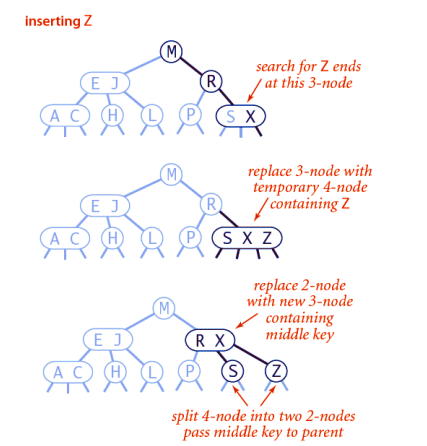 inserting Z
M
search for Z ends
at this 3-node
E J
R
A C
H
L
P
S X
M
replace 3-node with
temporary 4-node
containing Z
E J
R
A C
H
L
P
S X Z
replace 2-node
with new 3-node
containing
middle key
M
E J
R X
A C
H
L
P
S
Z
split 4-node into two 2-nodes
pass middle key to parent